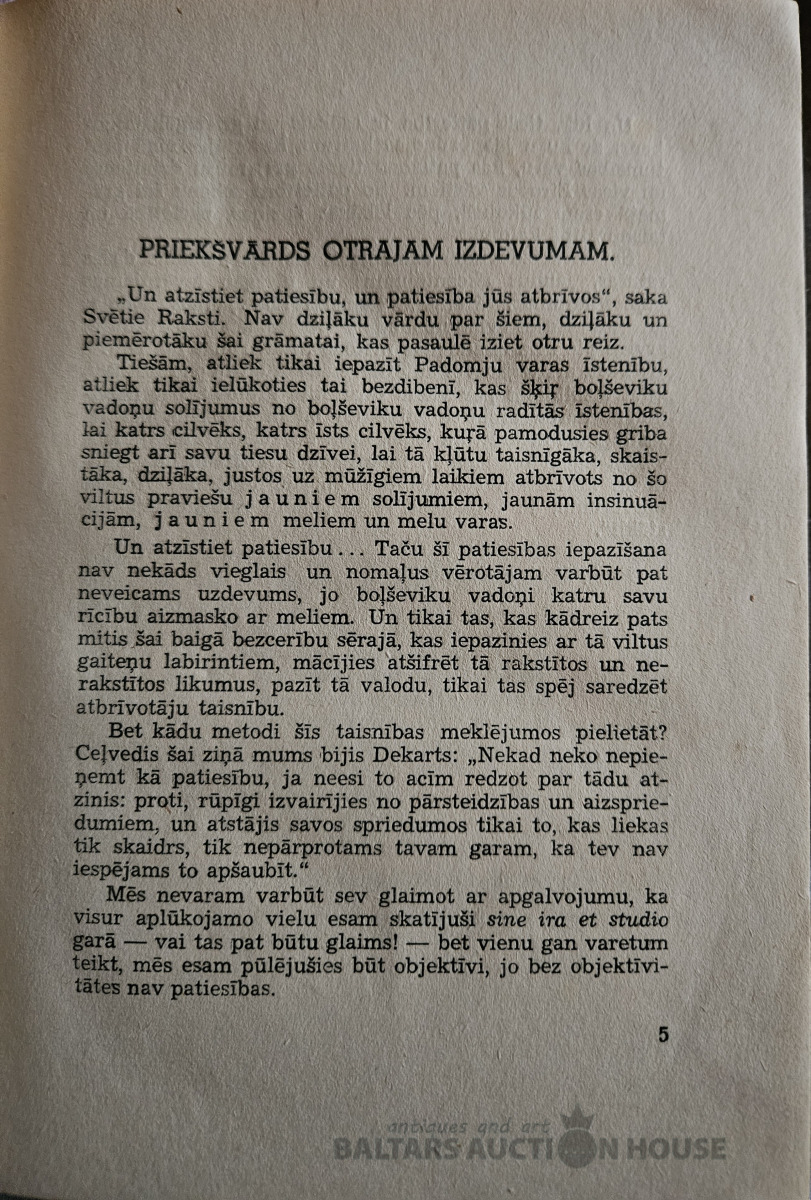 PRIEKŠVĀRDS OTRAJAM IZDEVUMAM.
„Un atzīstiet patiesību, un patiesība jūs atbrīvos“, saka
Svētie Raksti. Nav dziļāku vārdu par šiem, dziļāku un
piemērotāku šai grāmatai, kas pasaulē iziet otru reiz.
Tiešām, atliek tikai iepazīt Padomju varas īstenību,
atliek tikai ielūkoties tai bezdibenī, kas šķiŗ boļševiku
vadoņu solījumus no boļševiku vadoņu radītās īstenības,
lai katrs cilvēks, katrs īsts cilvēks, kuŗā pamodusies griba
sniegt arī savu tiesu dzīvei, lai tā kļūtu taisnīgāka, skais-
tāka, dziļāka, justos uz mūžīgiem laikiem atbrīvots no šo
viltus praviešu jauniem solījumiem, jaunām insinuā-
cijām, jauniem meliem un melu varas.
Un atzīstiet patiesību... Taču šī patiesības iepazīšana
nav nekāds vieglais un nomaļus vērotājam varbūt pat
neveicams uzdevums, jo boļševiku vadoņi katru savu
rīcību aizmasko ar meliem. Un tikai tas, kas kādreiz pats
mitis šai baigā bezcerību sērajā, kas iepazinies ar tā viltus
gaiteņu labirintiem, mācījies atšifrēt tā rakstītos un ne-
rakstītos likumus, pazīt tā valodu, tikai tas spēj saredzēt
atbrīvotāju taisnību.
Bet kādu metodi šīs taisnības meklējumos pielietāt?
Ceļvedis šai ziņā mums bijis Dekarts: „Nekad neko nepie-
ņemt kā patiesību, ja neesi to acīm redzot par tādu at-
zinis: proti, rūpīgi izvairījies no pārsteidzības un aizsprie-
dumiem, un atstājis savos spriedumos tikai to, kas liekas
tik skaidrs, tik nepārprotams tavam garam, ka tev nav
iespējams to apšaubīt.“
Mēs nevaram varbūt sev glaimot ar apgalvojumu, ka
visur aplūkojamo vielu esam skatījuši sine ira et studio
garā — vai tas pat būtu glaims! — bet vienu gan varetum
teikt, mēs esam pūlējušies būt objektīvi, jo bez objektīvi-
tātes nav patiesības.
5
antiques and art
BALTARS AUCTION HOUSE